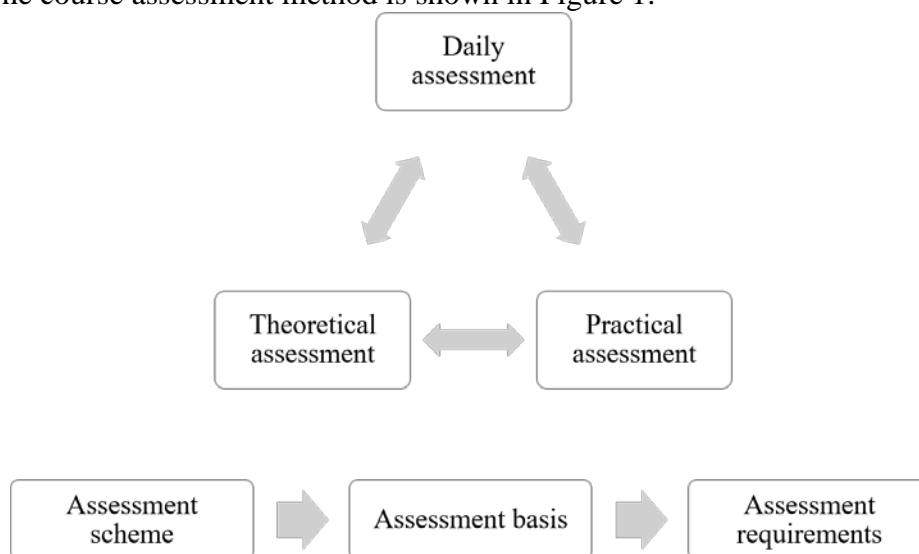 he course assessment method is shown in Figure 1.
Daily
assessment
Theoretical
assessment
Practical
assessment
Assessment
scheme
Assessment basis
Assessment
requirements